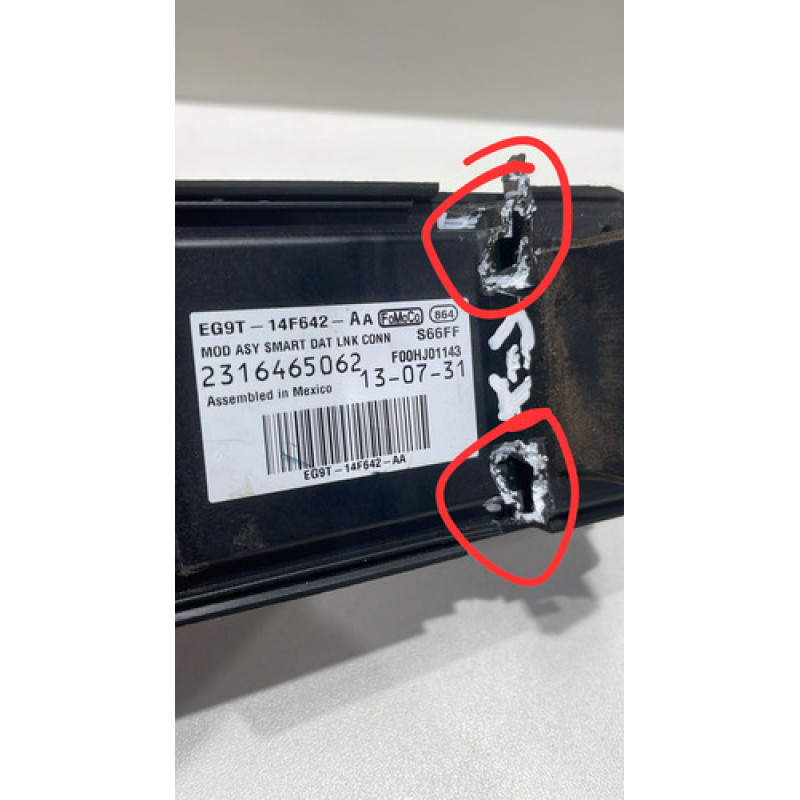 EG9T-14F642-AA FoMoCo 864
MOD ASY SMART DAT LNK CONN S66FF
2316465062 F00HJ01143
13-07-31
Assembled in Mexico
EG9T-14F642-AA